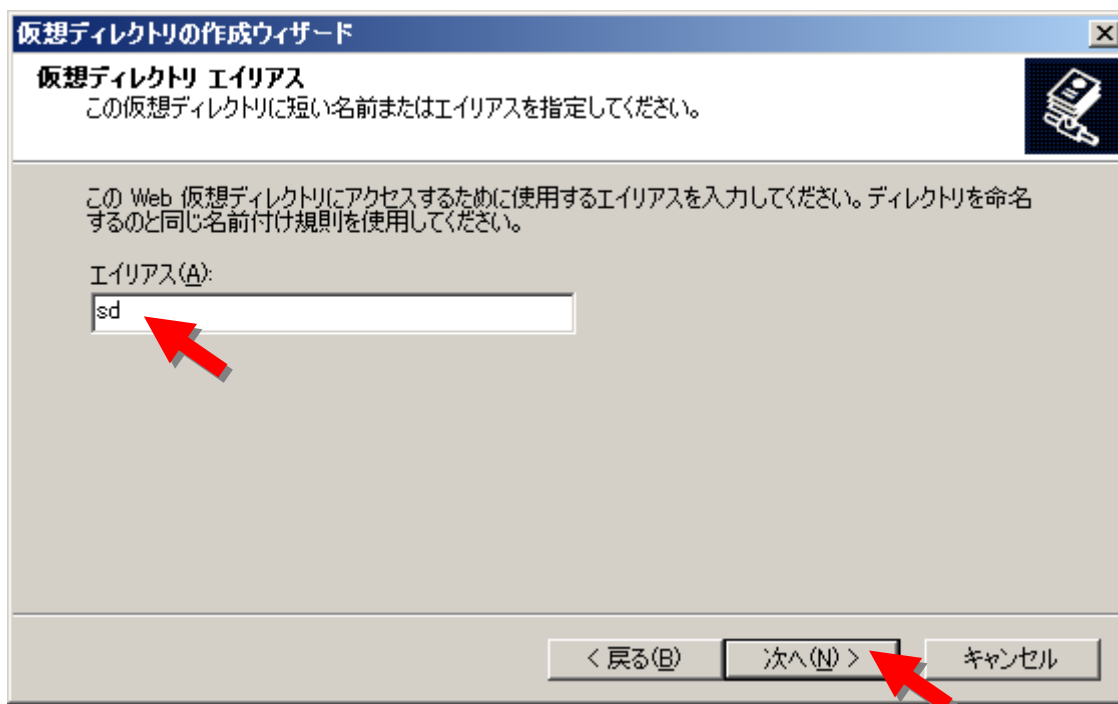 仮想ディレクトリの作成ウィザード
仮想ディレクトリ エイリアス
この仮想ディレクトリに短い名前またはエイリアスを指定してください。
この Web 仮想ディレクトリにアクセスするために使用するエイリアスを入力してください。ディレクトリを命名
するのと同じ名前付け規則を使用してください。
エイリアス(A):
sd
< 戻る(B)
次へ(N) >
キャンセル